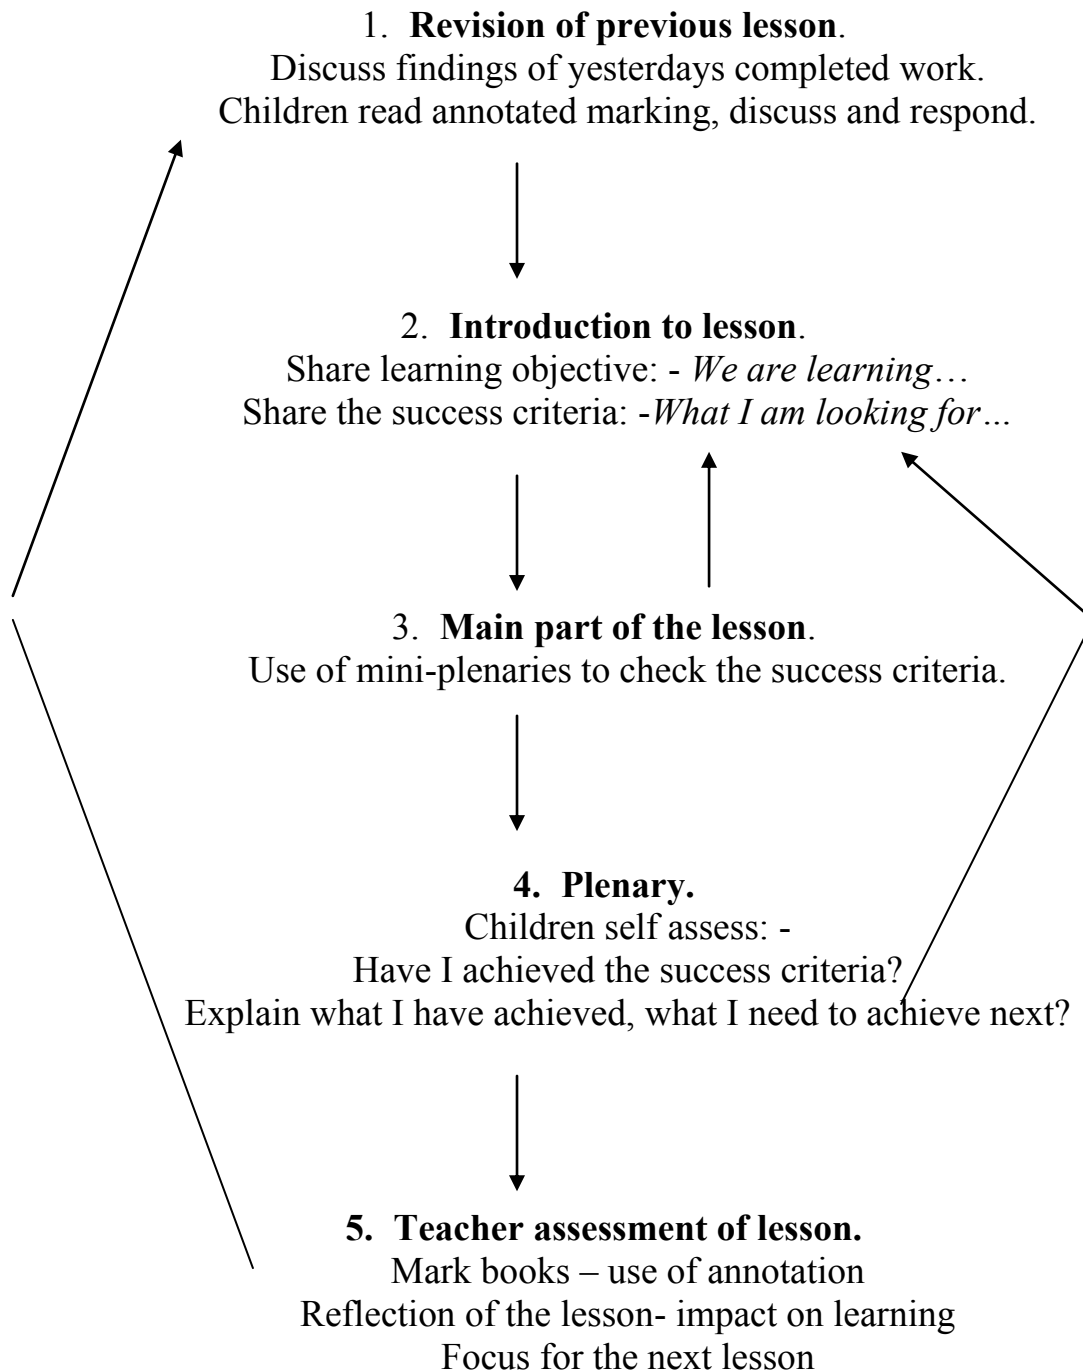 1. Revision of previous lesson.
Discuss findings of yesterdays completed work.
Children read annotated marking, discuss and respond.
2. Introduction to lesson.
Share learning objective: - We are learning…
Share the success criteria: -What I am looking for…
3. Main part of the lesson.
Use of mini-plenaries to check the success criteria.
4. Plenary.
Children self assess: -
Have I achieved the success criteria?
Explain what I have achieved, what I need to achieve next?
5. Teacher assessment of lesson.
Mark books – use of annotation
Reflection of the lesson- impact on learning
Focus for the next lesson